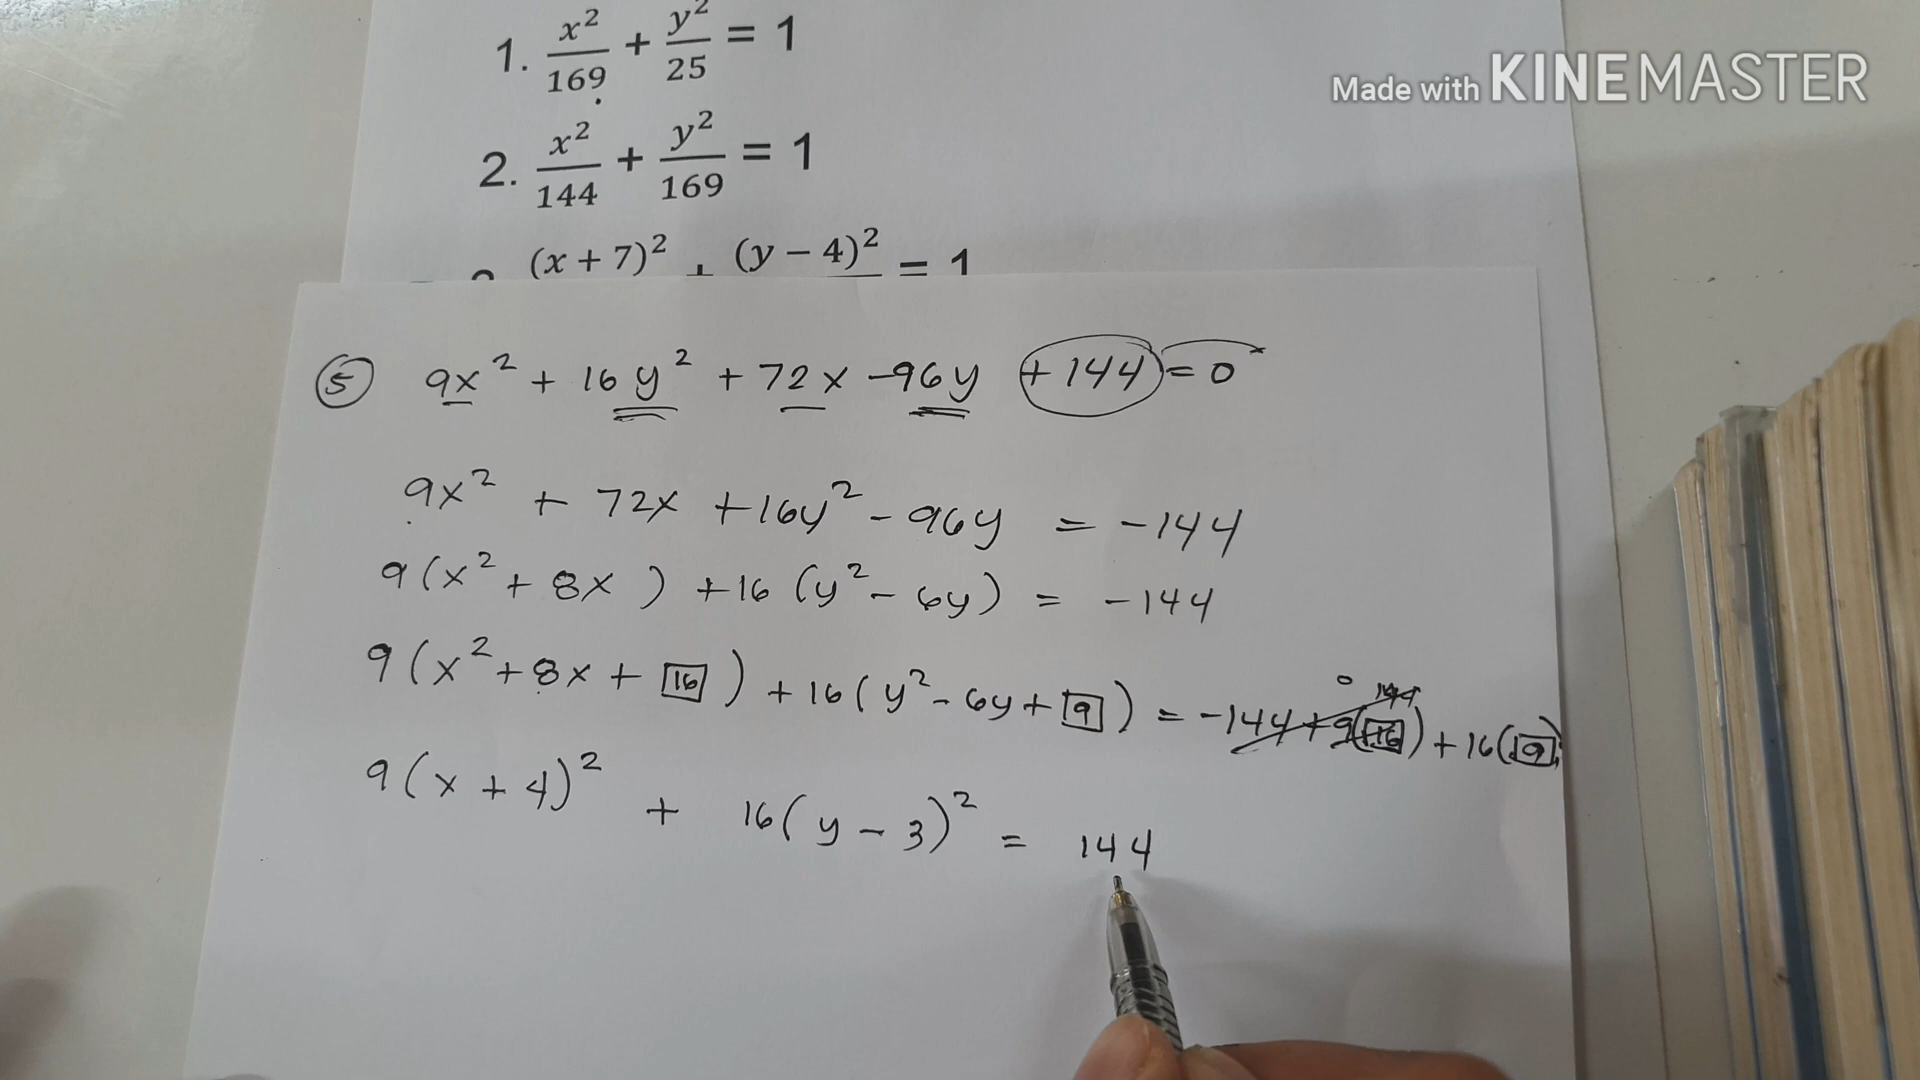 Made with KINEMASTER
1. x²/169 + y²/25 = 1
2. x²/144 + y²/169 = 1
(x + 7)² + (y − 4)² = 1
⑤ 9x² + 16y² + 72x − 96y + 144 = 0
9x² + 72x + 16y² − 96y = −144
9(x² + 8x ) + 16(y² − 6y) = −144
0 144
9(x² + 8x + 16) + 16(y² − 6y + 9) = −144 + 9(16) + 16(9)
9(x + 4)² + 16(y − 3)² = 144